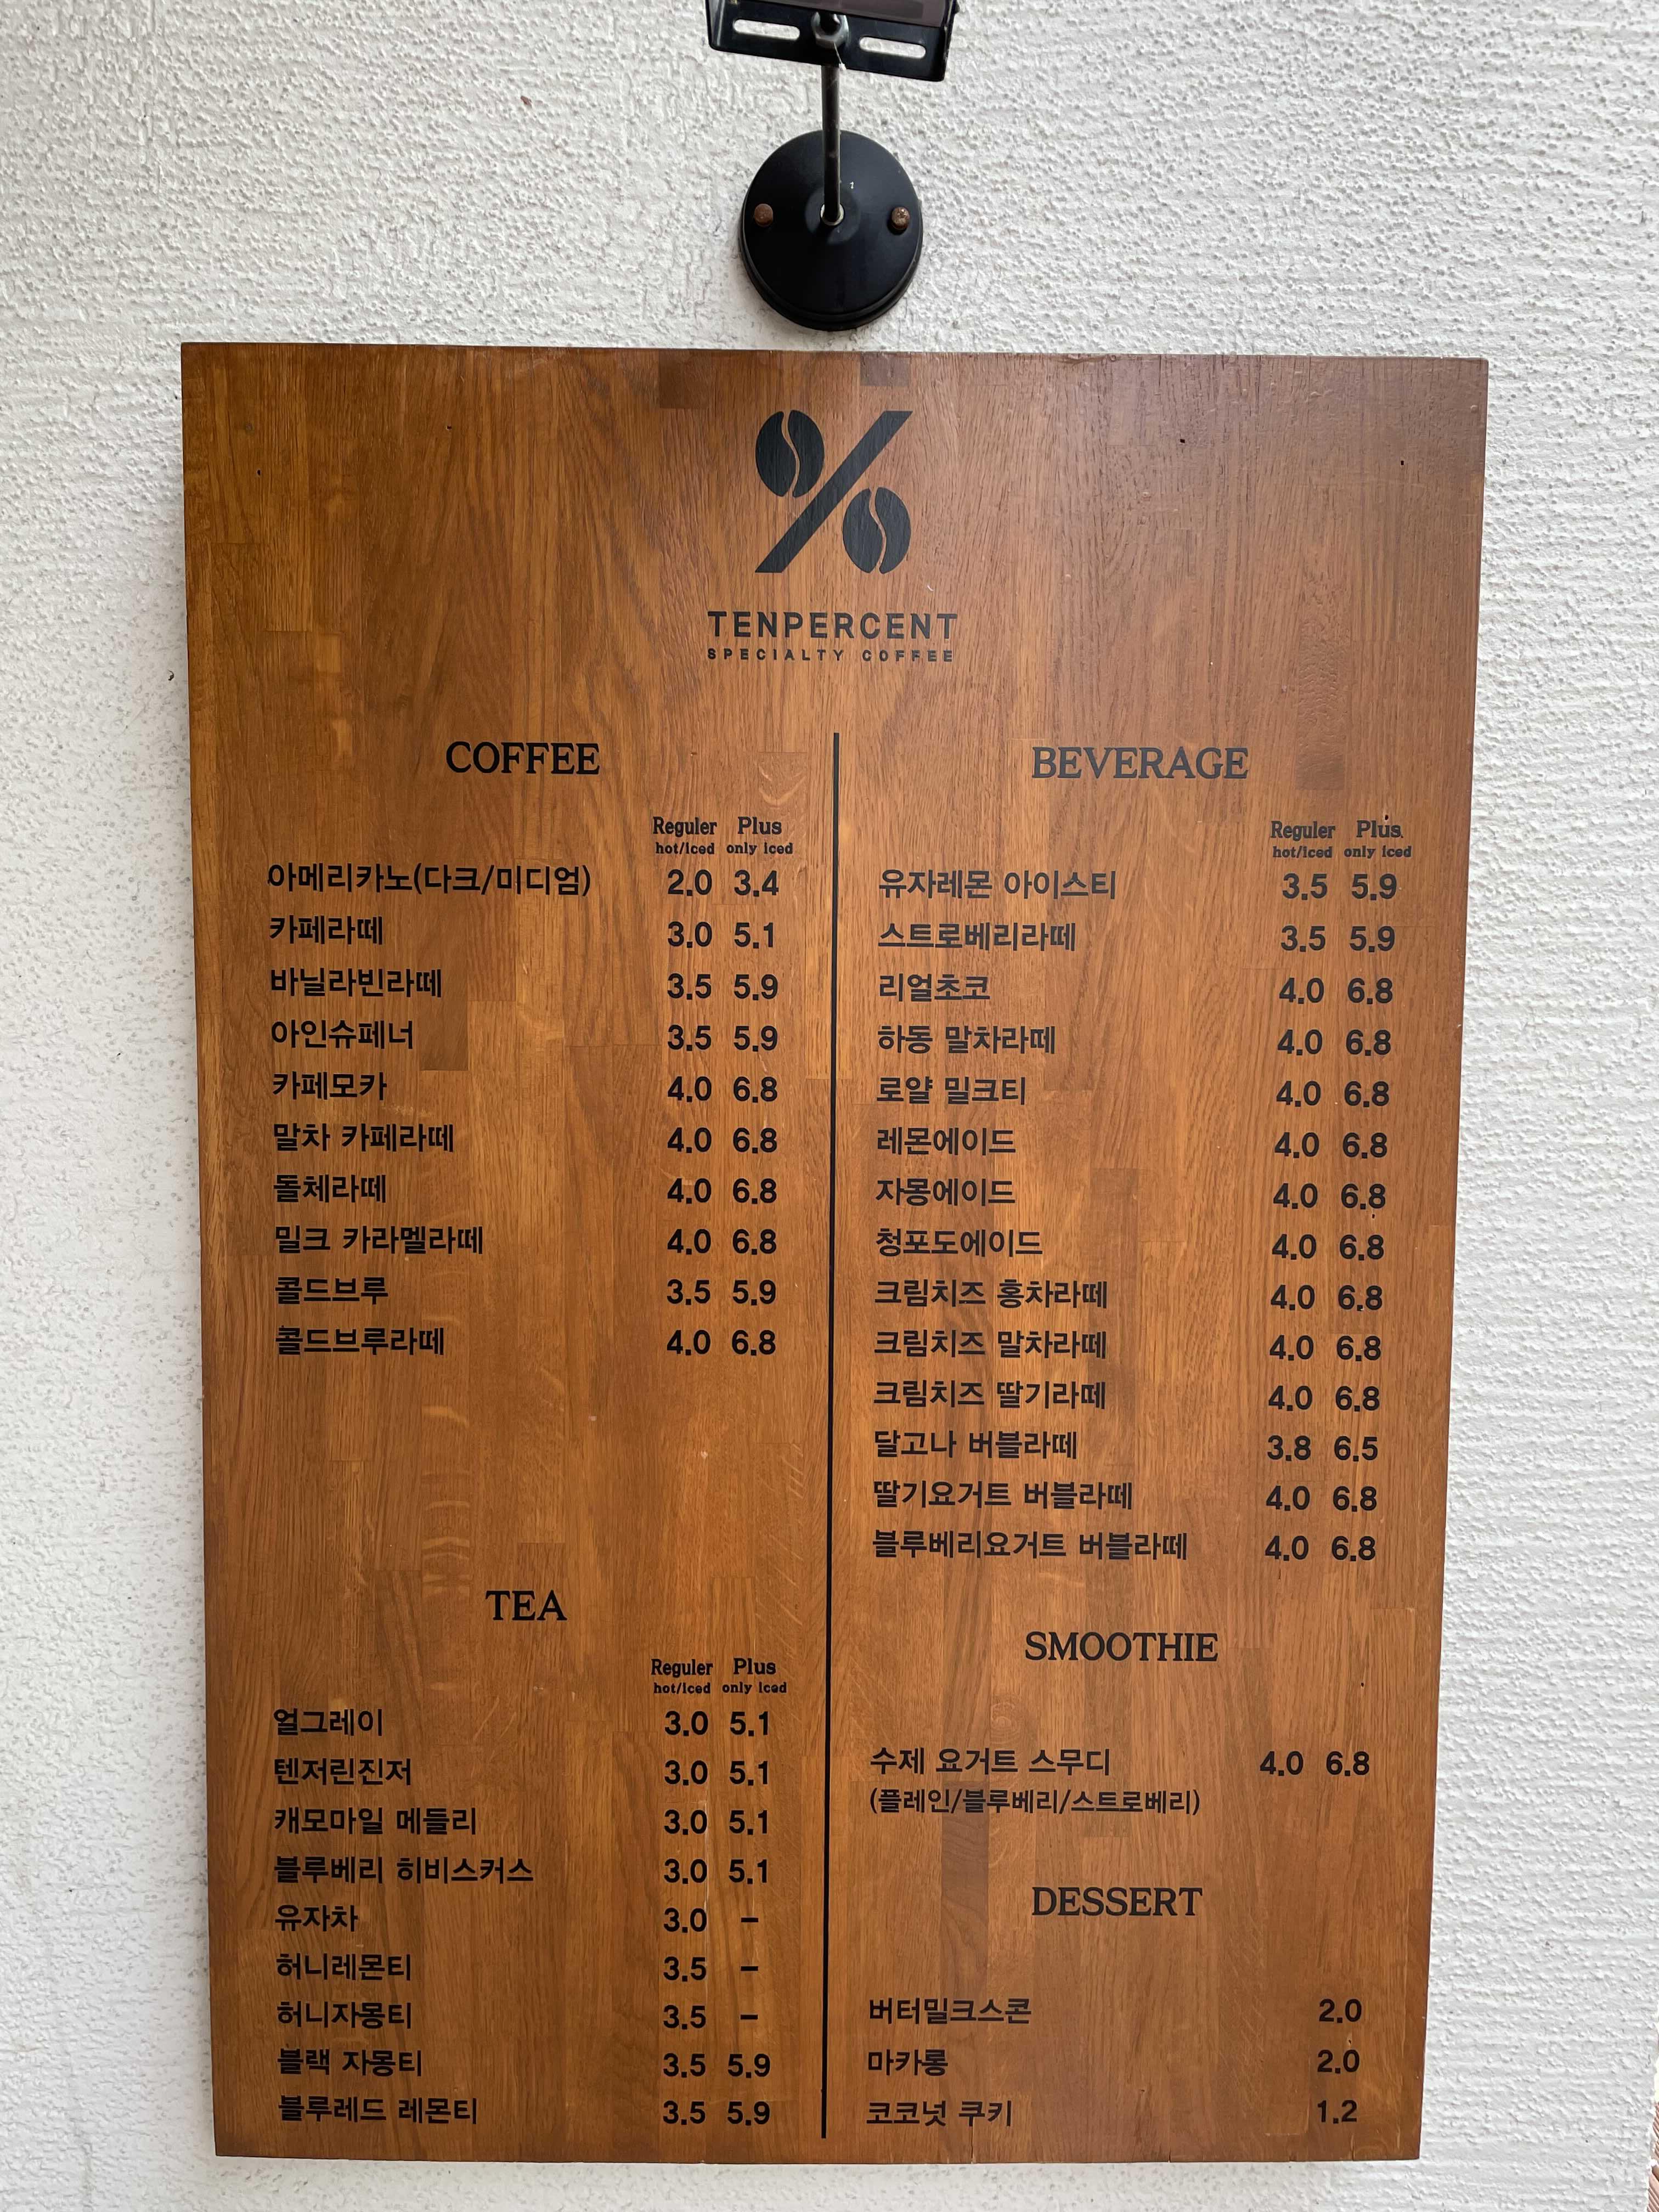 TENPERCENT
SPECIALTY COFFEE
COFFEE
Reguler Plus
hot/iced only iced
아메리카노(다크/미디엄) 2.0 3.4
카페라떼 3.0 5.1
바닐라빈라떼 3.5 5.9
아인슈페너 3.5 5.9
카페모카 4.0 6.8
말차 카페라떼 4.0 6.8
돌체라떼 4.0 6.8
밀크 카라멜라떼 4.0 6.8
콜드브루 3.5 5.9
콜드브루라떼 4.0 6.8
TEA
Reguler Plus
hot/iced only iced
얼그레이 3.0 5.1
텐저린진저 3.0 5.1
캐모마일 메들리 3.0 5.1
블루베리 히비스커스 3.0 5.1
유자차 3.0 -
허니레몬티 3.5 -
허니자몽티 3.5 -
블랙 자몽티 3.5 5.9
블루레드 레몬티 3.5 5.9
BEVERAGE
Reguler Plus
hot/iced only iced
유자레몬 아이스티 3.5 5.9
스트로베리라떼 3.5 5.9
리얼초코 4.0 6.8
하동 말차라떼 4.0 6.8
로얄 밀크티 4.0 6.8
레몬에이드 4.0 6.8
자몽에이드 4.0 6.8
청포도에이드 4.0 6.8
크림치즈 홍차라떼 4.0 6.8
크림치즈 말차라떼 4.0 6.8
크림치즈 딸기라떼 4.0 6.8
달고나 버블라떼 3.8 6.5
딸기요거트 버블라떼 4.0 6.8
블루베리요거트 버블라떼 4.0 6.8
SMOOTHIE
수제 요거트 스무디 4.0 6.8
(플레인/블루베리/스트로베리)
DESSERT
버터밀크스콘 2.0
마카롱 2.0
코코넛 쿠키 1.2